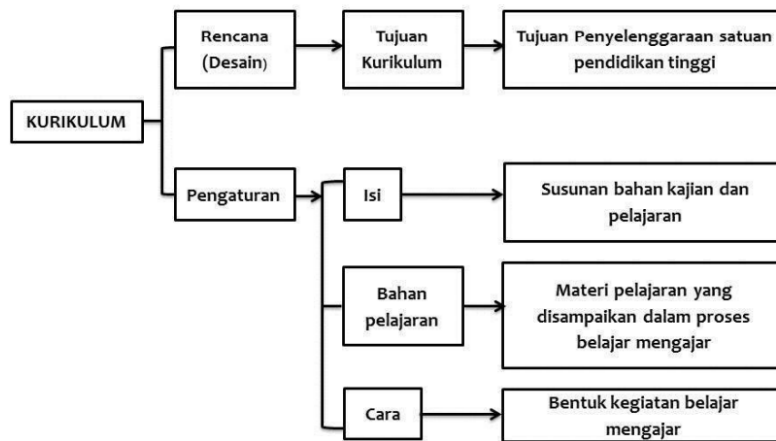 Rencana
(Desain)
Tujuan
Kurikulum
Tujuan Penyelenggaraan satuan
pendidikan tinggi
KURIKULUM
Pengaturan
Isi
Susunan bahan kajian dan
pelajaran
Bahan
pelajaran
Materi pelajaran yang
disampaikan dalam proses
belajar mengajar
Cara
Bentuk kegiatan belajar
mengajar